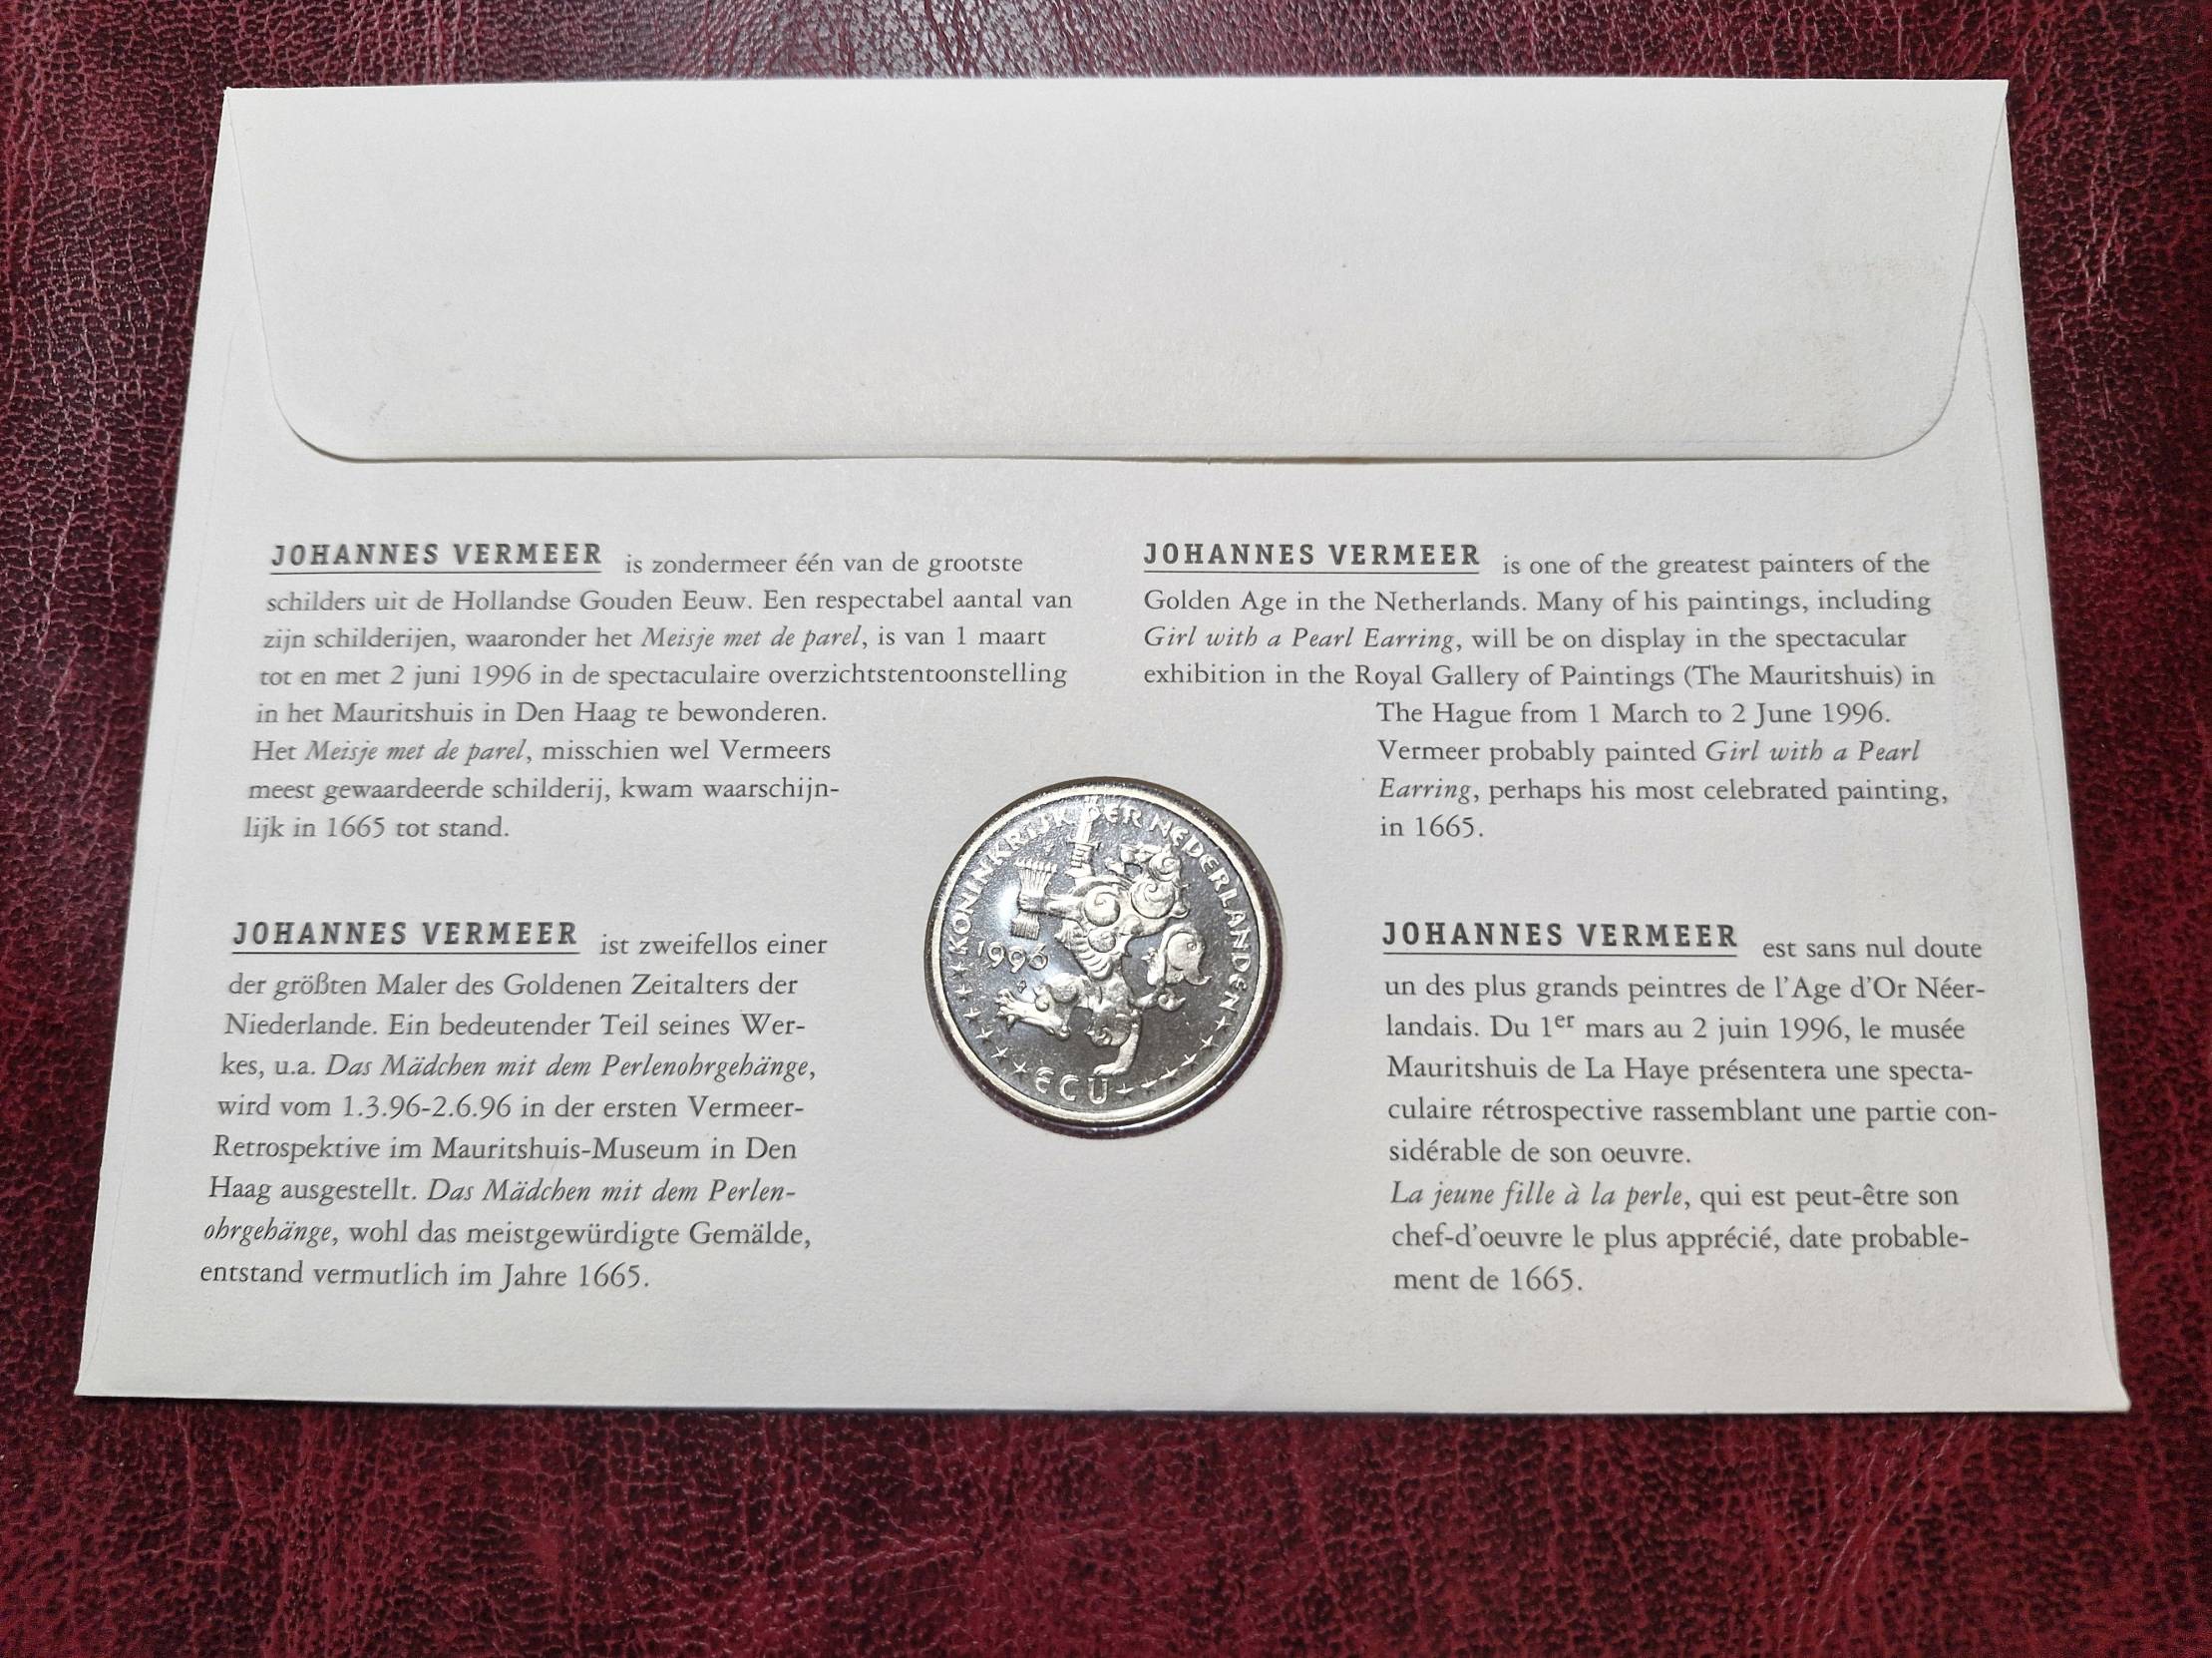 JOHANNES VERMEER is zondermeer één van de grootste
schilders uit de Hollandse Gouden Eeuw. Een respectabel aantal van
zijn schilderijen, waaronder het Meisje met de parel, is van 1 maart
tot en met 2 juni 1996 in de spectaculaire overzichtstentoonstelling
in het Mauritshuis in Den Haag te bewonderen.
Het Meisje met de parel, misschien wel Vermeers
meest gewaardeerde schilderij, kwam waarschijn-
lijk in 1665 tot stand.
JOHANNES VERMEER is one of the greatest painters of the
Golden Age in the Netherlands. Many of his paintings, including
Girl with a Pearl Earring, will be on display in the spectacular
exhibition in the Royal Gallery of Paintings (The Mauritshuis) in
The Hague from 1 March to 2 June 1996.
Vermeer probably painted Girl with a Pearl
Earring, perhaps his most celebrated painting,
in 1665.
KONINKRIJK DER NEDERLANDEN
1996
ECU
JOHANNES VERMEER ist zweifellos einer
der größten Maler des Goldenen Zeitalters der
Niederlande. Ein bedeutender Teil seines Wer-
kes, u.a. Das Mädchen mit dem Perlenohrgehänge,
wird vom 1.3.96-2.6.96 in der ersten Vermeer-
Retrospektive im Mauritshuis-Museum in Den
Haag ausgestellt. Das Mädchen mit dem Perlen-
ohrgehänge, wohl das meistgewürdigte Gemälde,
entstand vermutlich im Jahre 1665.
JOHANNES VERMEER est sans nul doute
un des plus grands peintres de l'Age d'Or Néer-
landais. Du 1er mars au 2 juin 1996, le musée
Mauritshuis de La Haye présentera une specta-
culaire rétrospective rassemblant une partie con-
sidérable de son oeuvre.
La jeune fille à la perle, qui est peut-être son
chef-d'oeuvre le plus apprécié, date probable-
ment de 1665.